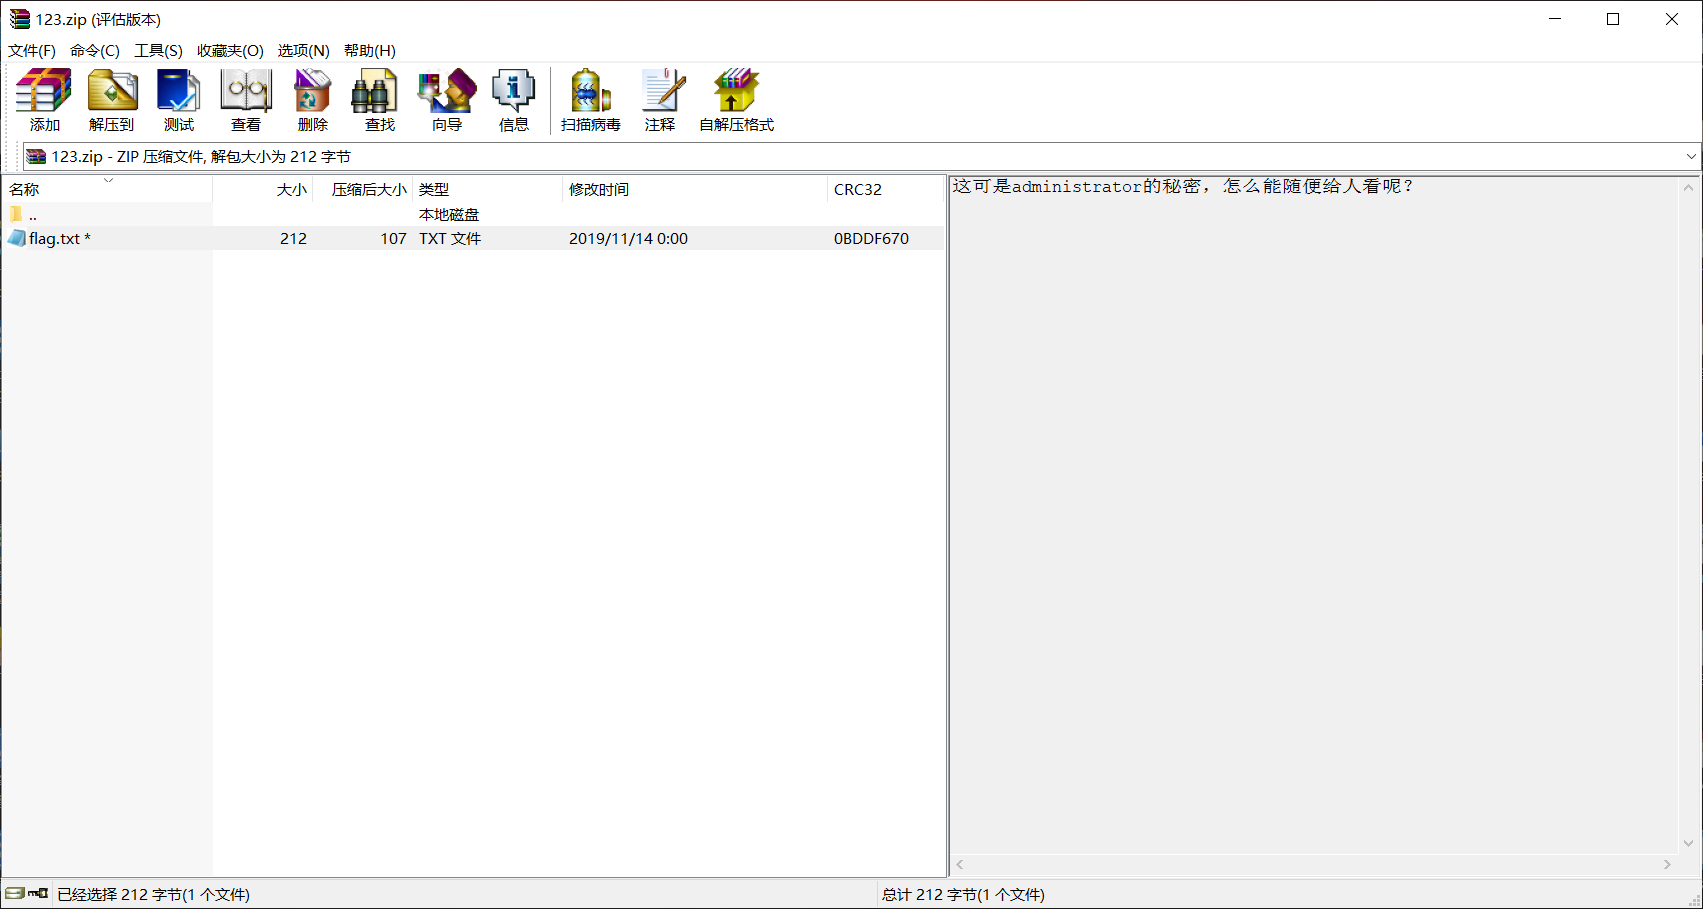 123.zip (评估版本)
文件(F) 命令(C) 工具(S) 收藏夹(O) 选项(N) 帮助(H)
添加 解压到 测试 查看 删除 查找 向导 信息 扫描病毒 注释 自解压格式
123.zip - ZIP 压缩文件, 解包大小为 212 字节
名称 大小 压缩后大小 类型 修改时间 CRC32
.. 本地磁盘
flag.txt * 212 107 TXT 文件 2019/11/14 0:00 0BDDF670
这可是administrator的秘密，怎么能随便给人看呢？
已经选择 212 字节(1 个文件) 总计 212 字节(1 个文件)